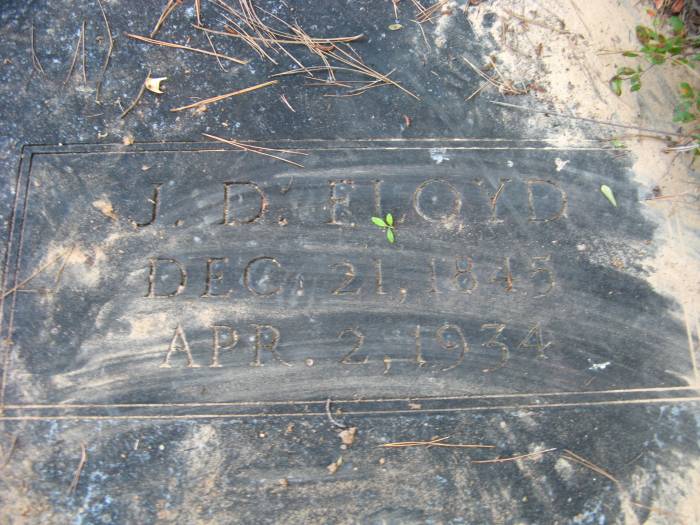 J. D. FLOYD
DEC. 21, 1845
APR. 2, 1934